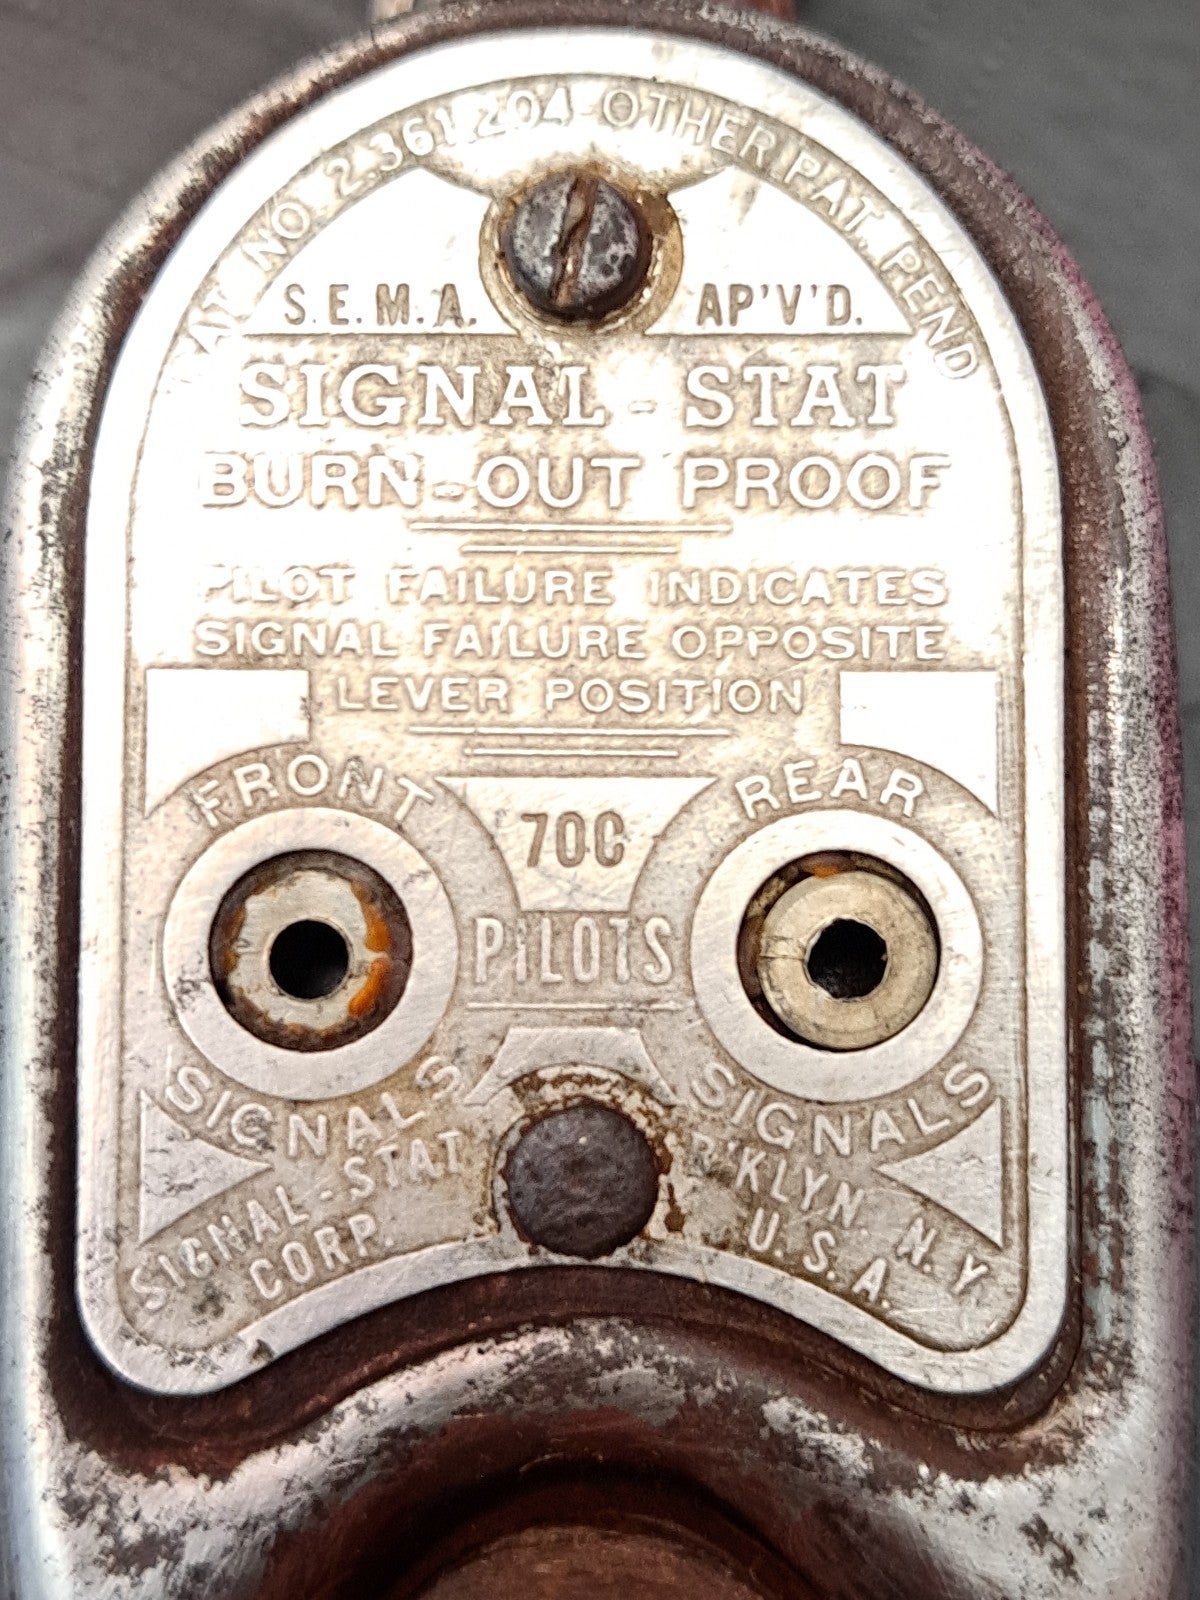 PAT. NO. 2.361.204 OTHER PAT. PEND
S.E.M.A. AP'V'D.
SIGNAL-STAT
BURN-OUT PROOF
PILOT FAILURE INDICATES
SIGNAL FAILURE OPPOSITE
LEVER POSITION
FRONT SIGNALS
70C
PILOTS
REAR SIGNALS
SIGNAL-STAT
CORP.
B'KLYN. N.Y.
U.S.A.